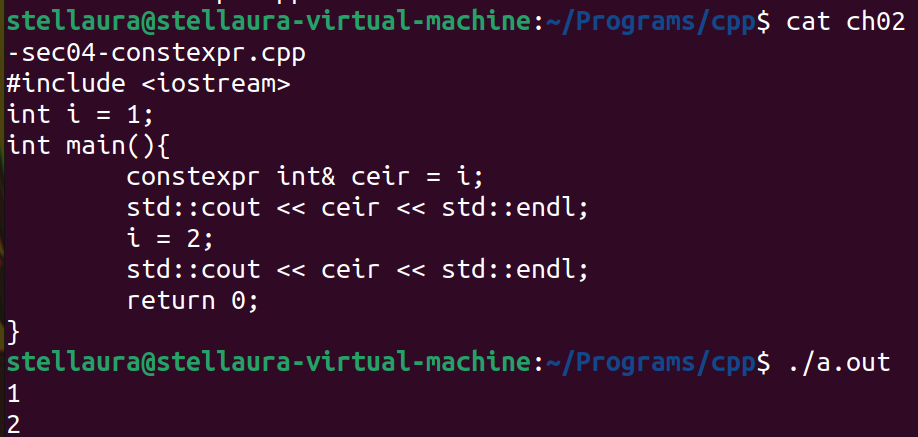 stellaura@stellaura-virtual-machine:~/Programs/cpp$ cat ch02
-sec04-constexpr.cpp
#include <iostream>
int i = 1;
int main(){
        constexpr int& ceir = i;
        std::cout << ceir << std::endl;
        i = 2;
        std::cout << ceir << std::endl;
        return 0;
}
stellaura@stellaura-virtual-machine:~/Programs/cpp$ ./a.out
1
2